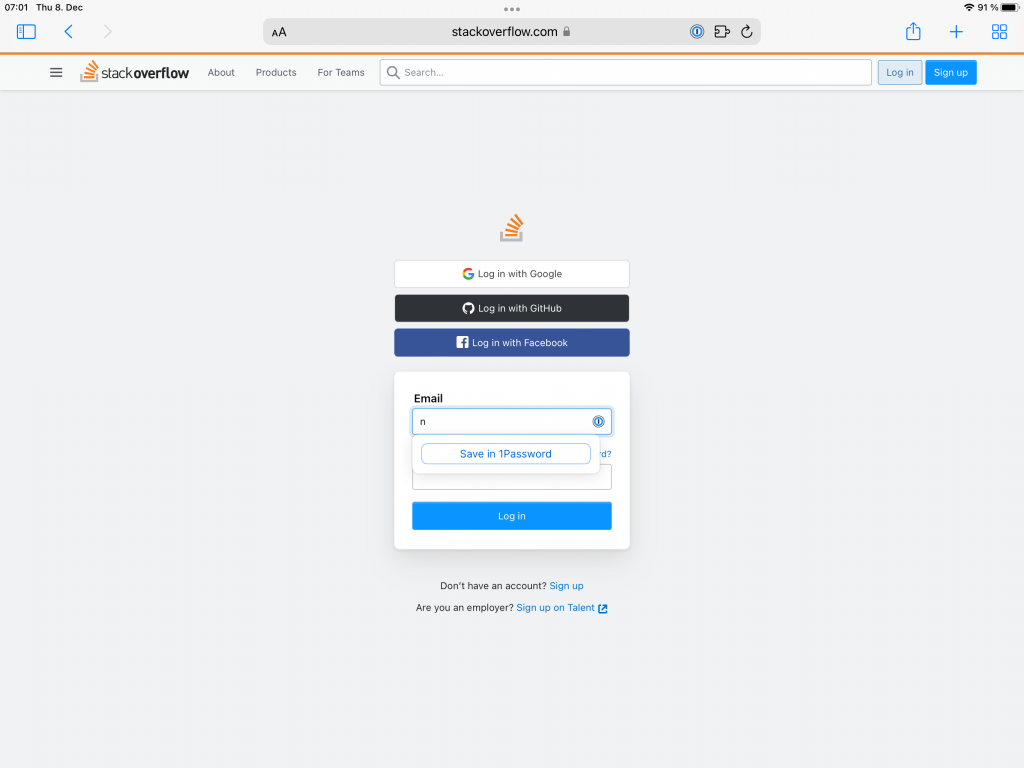 07:01 Thu 8. Dec
91 %
AA
stackoverflow.com
stackoverflow
About
Products
For Teams
Search...
Log in
Sign up
Log in with Google
Log in with GitHub
Log in with Facebook
Email
n
Save in 1Password
rd?
Log in
Don't have an account? Sign up
Are you an employer? Sign up on Talent